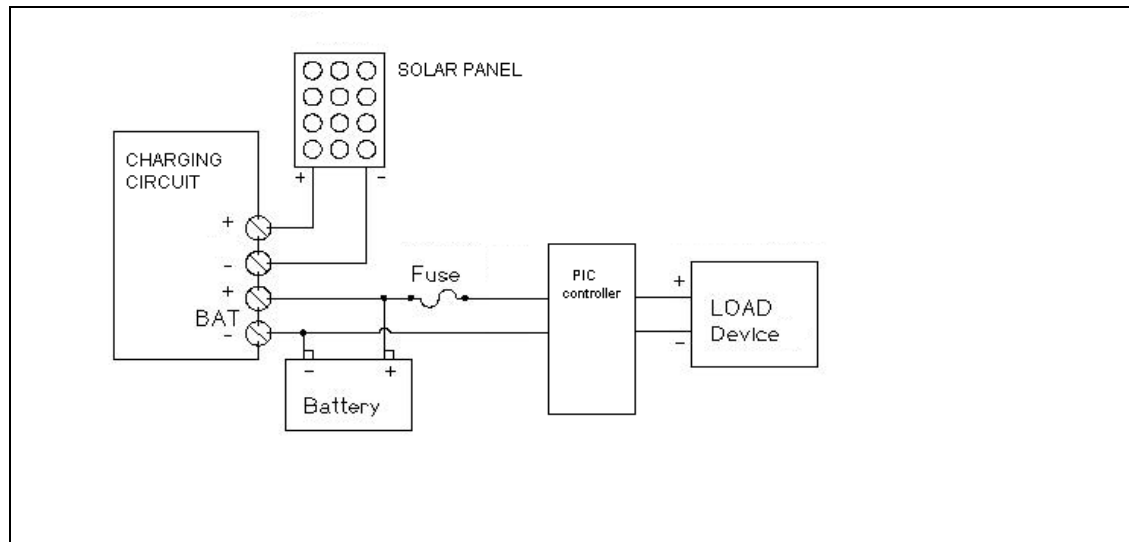 SOLAR PANEL
+ -
CHARGING
CIRCUIT
+
-
+
BAT
-
Fuse
PIC
controller
+
LOAD
Device
-
- +
Battery